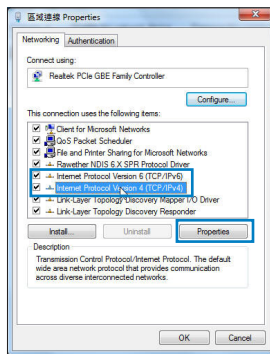 區域連線 Properties
Networking Authentication
Connect using:
Realtek PCIe GBE Family Controller
Configure...
This connection uses the following items:
Client for Microsoft Networks
QoS Packet Scheduler
File and Printer Sharing for Microsoft Networks
Rawether NDIS 6.X SPR Protocol Driver
Internet Protocol Version 6 (TCP/IPv6)
Internet Protocol Version 4 (TCP/IPv4)
Link-Layer Topology Discovery Mapper I/O Driver
Link-Layer Topology Discovery Responder
Install... Uninstall Properties
Description
Transmission Control Protocol/Internet Protocol. The default
wide area network protocol that provides communication
across diverse interconnected networks.
OK Cancel